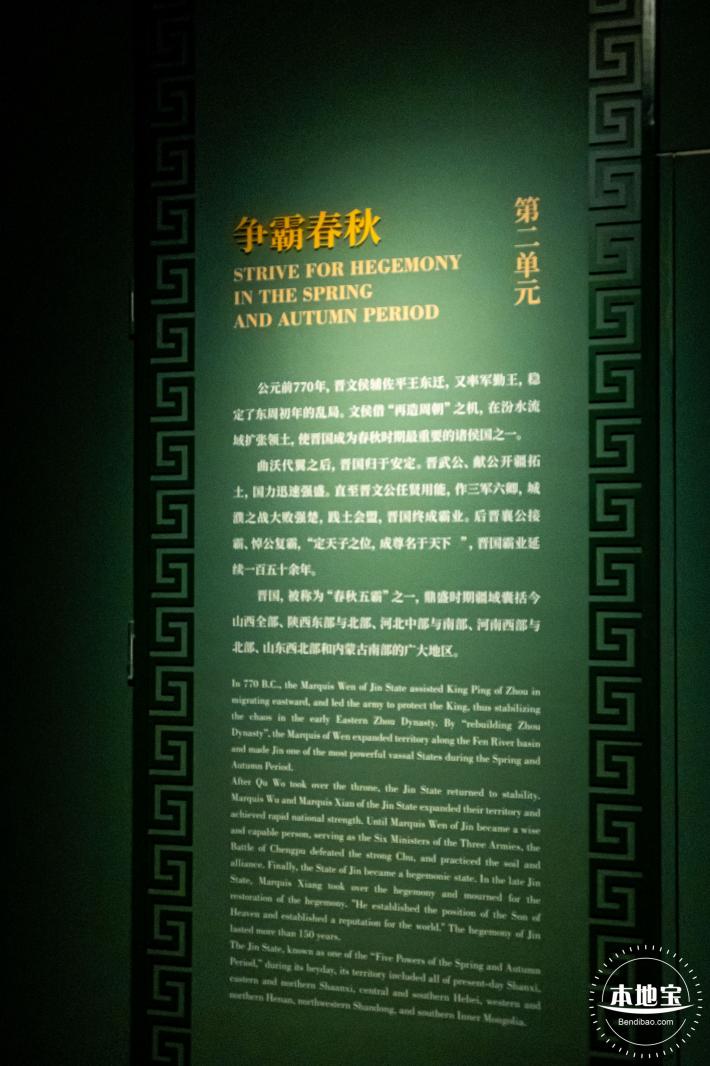 第二单元
争霸春秋
STRIVE FOR HEGEMONY
IN THE SPRING
AND AUTUMN PERIOD
公元前770年，晋文侯辅佐平王东迁，又率军勤王，稳
定了东周初年的乱局。文侯借“再造周朝”之机，在汾水流
域扩张领土，使晋国成为春秋时期最重要的诸侯国之一。
曲沃代翼之后，晋国归于安定。晋武公、献公开疆拓
土，国力迅速强盛。直至晋文公任贤用能，作三军六卿，城
濮之战大败强楚，践土会盟，晋国终成霸业。后晋襄公接
霸、悼公复霸，“定天子之位，成尊名于天下 ”，晋国霸业延
续一百五十余年。
晋国，被称为“春秋五霸”之一，鼎盛时期疆域囊括今
山西全部、陕西东部与北部、河北中部与南部、河南西部与
北部、山东西北部和内蒙古南部的广大地区。
In 770 B.C., the Marquis Wen of Jin State assisted King Ping of Zhou in
migrating eastward, and led the army to protect the King, thus stabilizing
the chaos in the early Eastern Zhou Dynasty. By “rebuilding Zhou
Dynasty”, the Marquis of Wen expanded territory along the Fen River basin
and made Jin one of the most powerful vassal States during the Spring and
Autumn Period.
After Qu Wo took over the throne, the Jin State returned to stability.
Marquis Wu and Marquis Xian of the Jin State expanded their territory and
achieved rapid national strength. Until Marquis Wen of Jin became a wise
and capable person, serving as the Six Ministers of the Three Armies, the
Battle of Chengpu defeated the strong Chu, and practiced the soil and
alliance. Finally, the State of Jin became a hegemonic state. In the late Jin
State, Marquis Xiang took over the hegemony and mourned for the
restoration of the hegemony. "He established the position of the Son of
Heaven and established a reputation for the world." The hegemony of Jin
lasted more than 150 years.
The Jin State, known as one of the “Five Powers of the Spring and Autumn
Period,” during its heyday, its territory included all of present-day Shanxi,
eastern and northern Shaanxi, central and southern Hebei, western and
northern Henan, northwestern Shandong, and southern Inner Mongolia.
本地宝
Bendibao.com